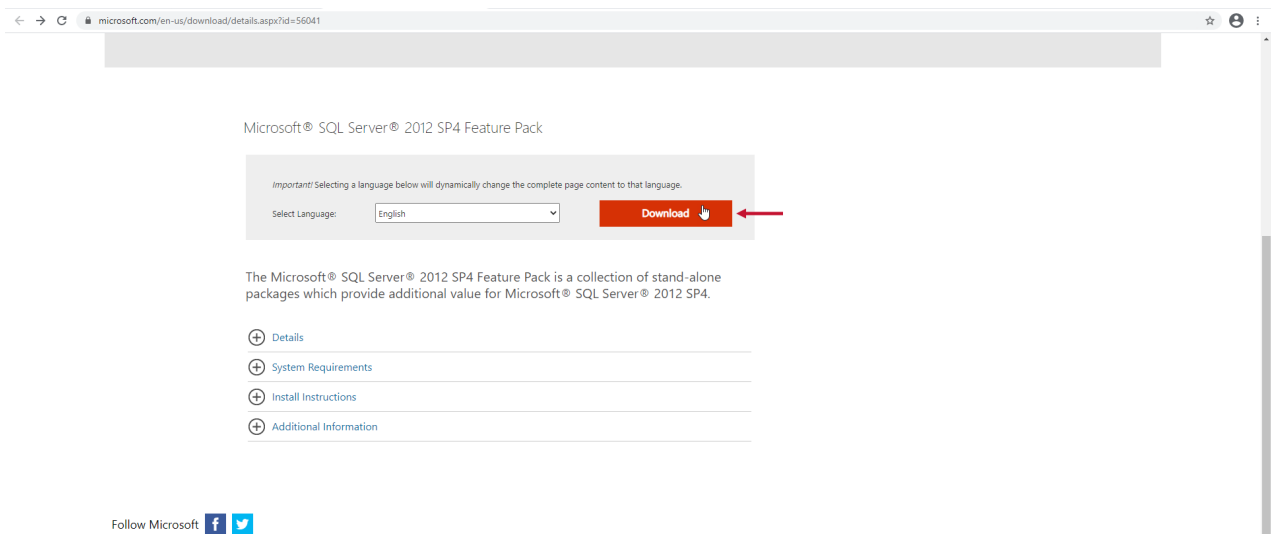 microsoft.com/en-us/download/details.aspx?id=56041
Microsoft® SQL Server® 2012 SP4 Feature Pack
Important! Selecting a language below will dynamically change the complete page content to that language.
Select Language:
English
Download
The Microsoft® SQL Server® 2012 SP4 Feature Pack is a collection of stand-alone
packages which provide additional value for Microsoft® SQL Server® 2012 SP4.
Details
System Requirements
Install Instructions
Additional Information
Follow Microsoft